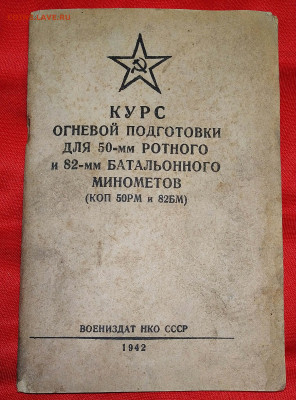 КУРС
ОГНЕВОЙ ПОДГОТОВКИ
ДЛЯ 50-мм РОТНОГО
и 82-мм БАТАЛЬОННОГО
МИНОМЕТОВ
(КОП 50РМ и 82БМ)
ВОЕНИЗДАТ НКО СССР
1942